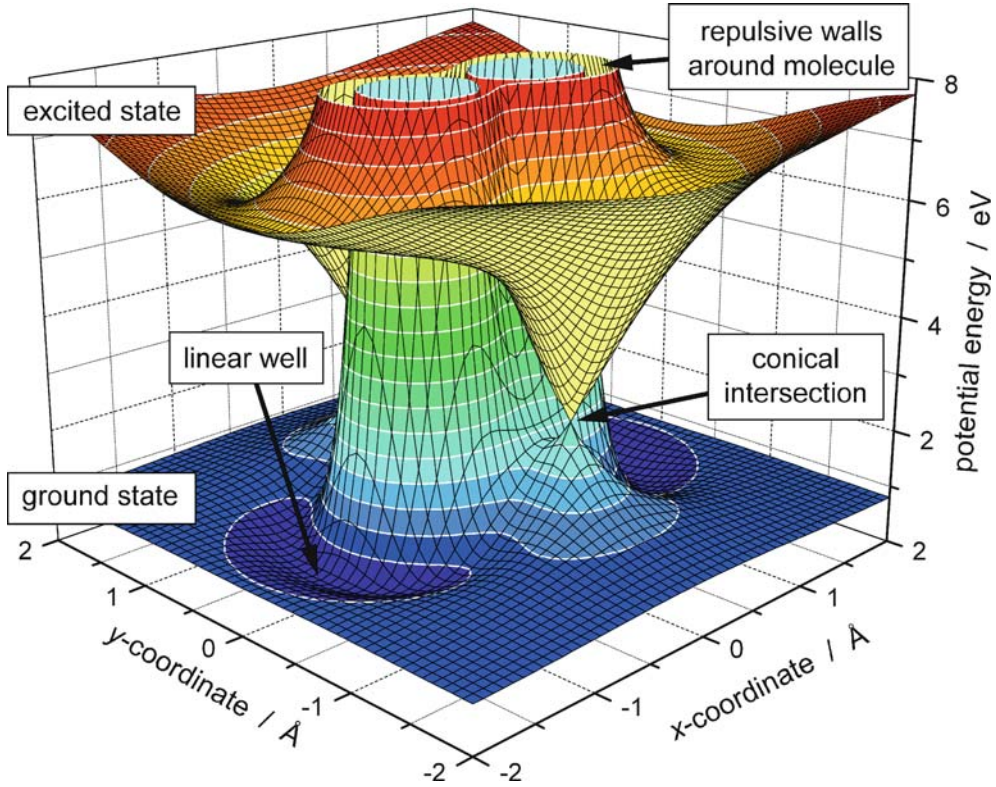 repulsive walls
around molecule
excited state
8
6
4
2
potential energy / eV
linear well
conical
intersection
ground state
2
1
0
-1
-2
y-coordinate / Å
-2
-1
0
1
2
x-coordinate / Å